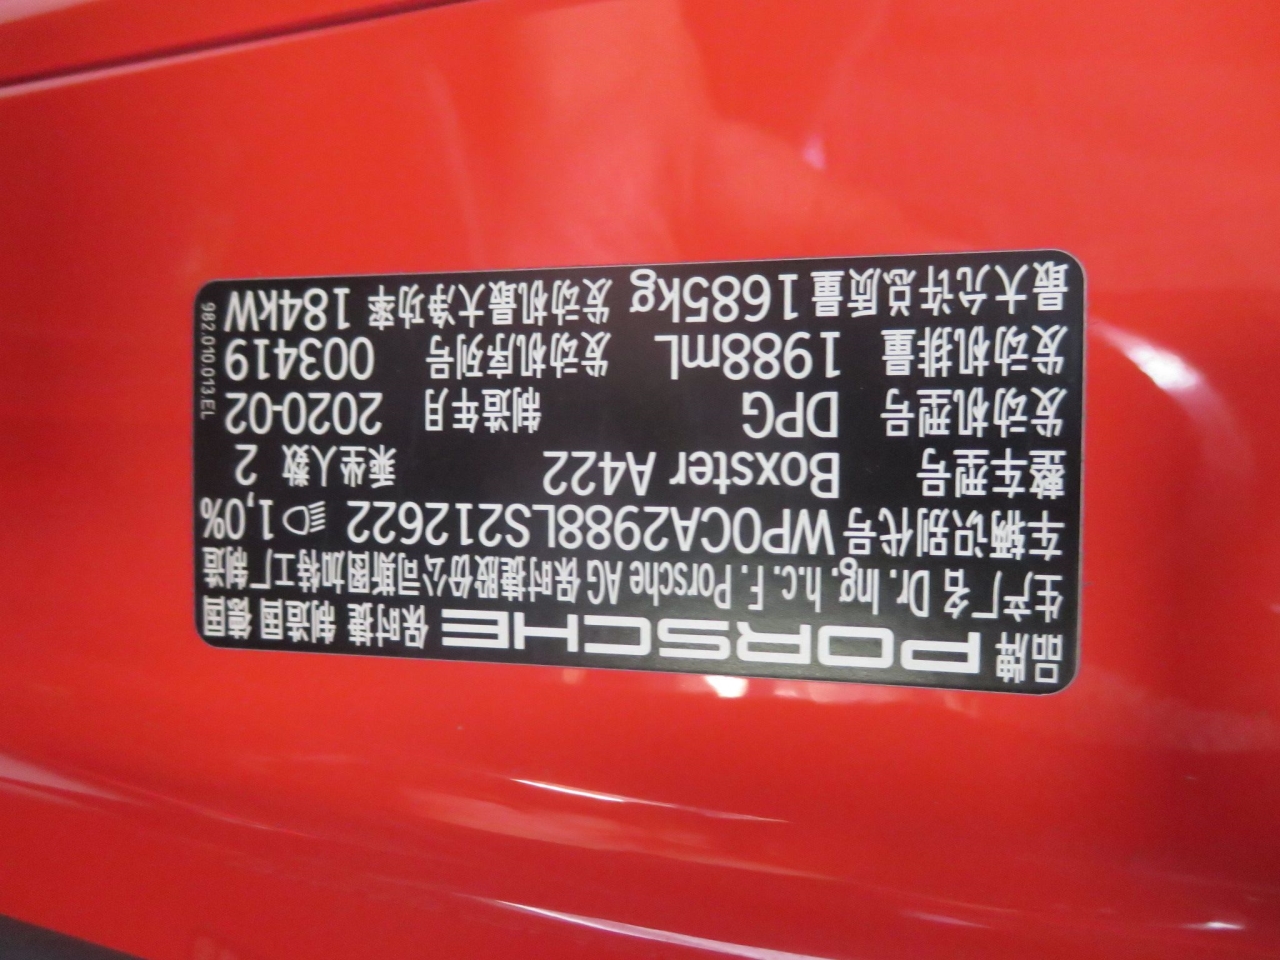 品牌 PORSCHE 保时捷 制造国 德国
生产厂名 Dr. Ing. h.c. F. Porsche AG 保时捷股份公司斯图加特工厂制造
车辆识别代号 WP0CA2988LS212622 1,0%
整车型号 Boxster A422 乘坐人数 2
发动机型号 DPG 制造年月 2020-02
发动机排量 1988mL 发动机序列号 003419
最大允许总质量 1685kg 发动机最大净功率 184kW
982.010.013.EL